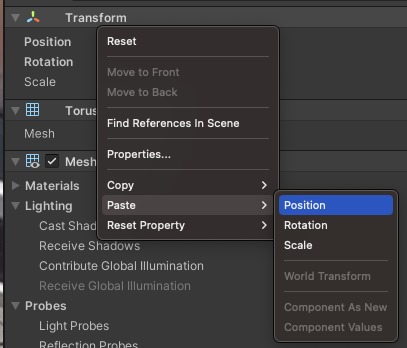 Transform
Position
Rotation
Scale
Torus
Mesh
Mesh
Materials
Lighting
Cast Shad
Receive Shadows
Contribute Global Illumination
Receive Global Illumination
Probes
Light Probes
Reflection Probes
Reset
Move to Front
Move to Back
Find References In Scene
Properties...
Copy
Paste
Reset Property
Position
Rotation
Scale
World Transform
Component As New
Component Values